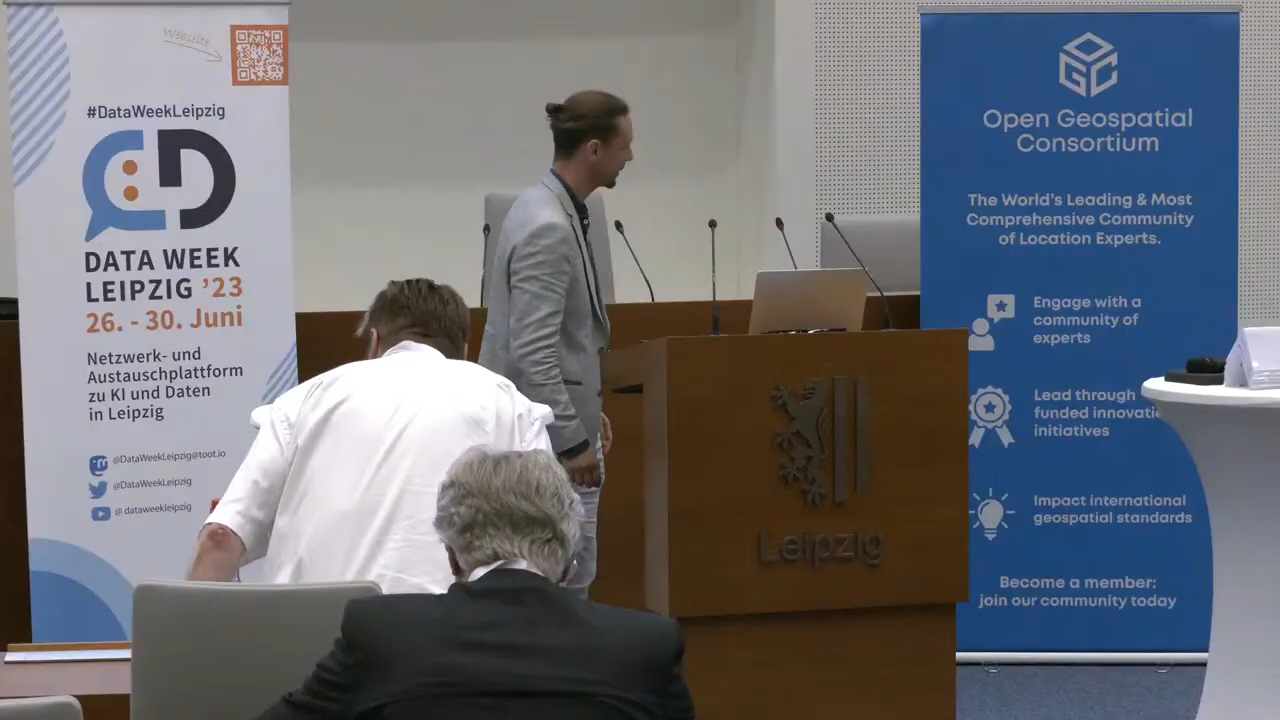 Webseite
#DataWeekLeipzig
DATA WEEK
LEIPZIG '23
26. - 30. Juni
Netzwerk- und
Austauschplattform
zu KI und Daten
in Leipzig
@DataWeekLeipzig@toot.io
@DataWeekLeipzig
@dataweekleipzig
Leipzig
OGC
Open Geospatial
Consortium
The World's Leading & Most
Comprehensive Community
of Location Experts.
Engage with a
community of
experts
Lead through
funded innovati
initiatives
Impact international
geospatial standards
Become a member:
join our community today